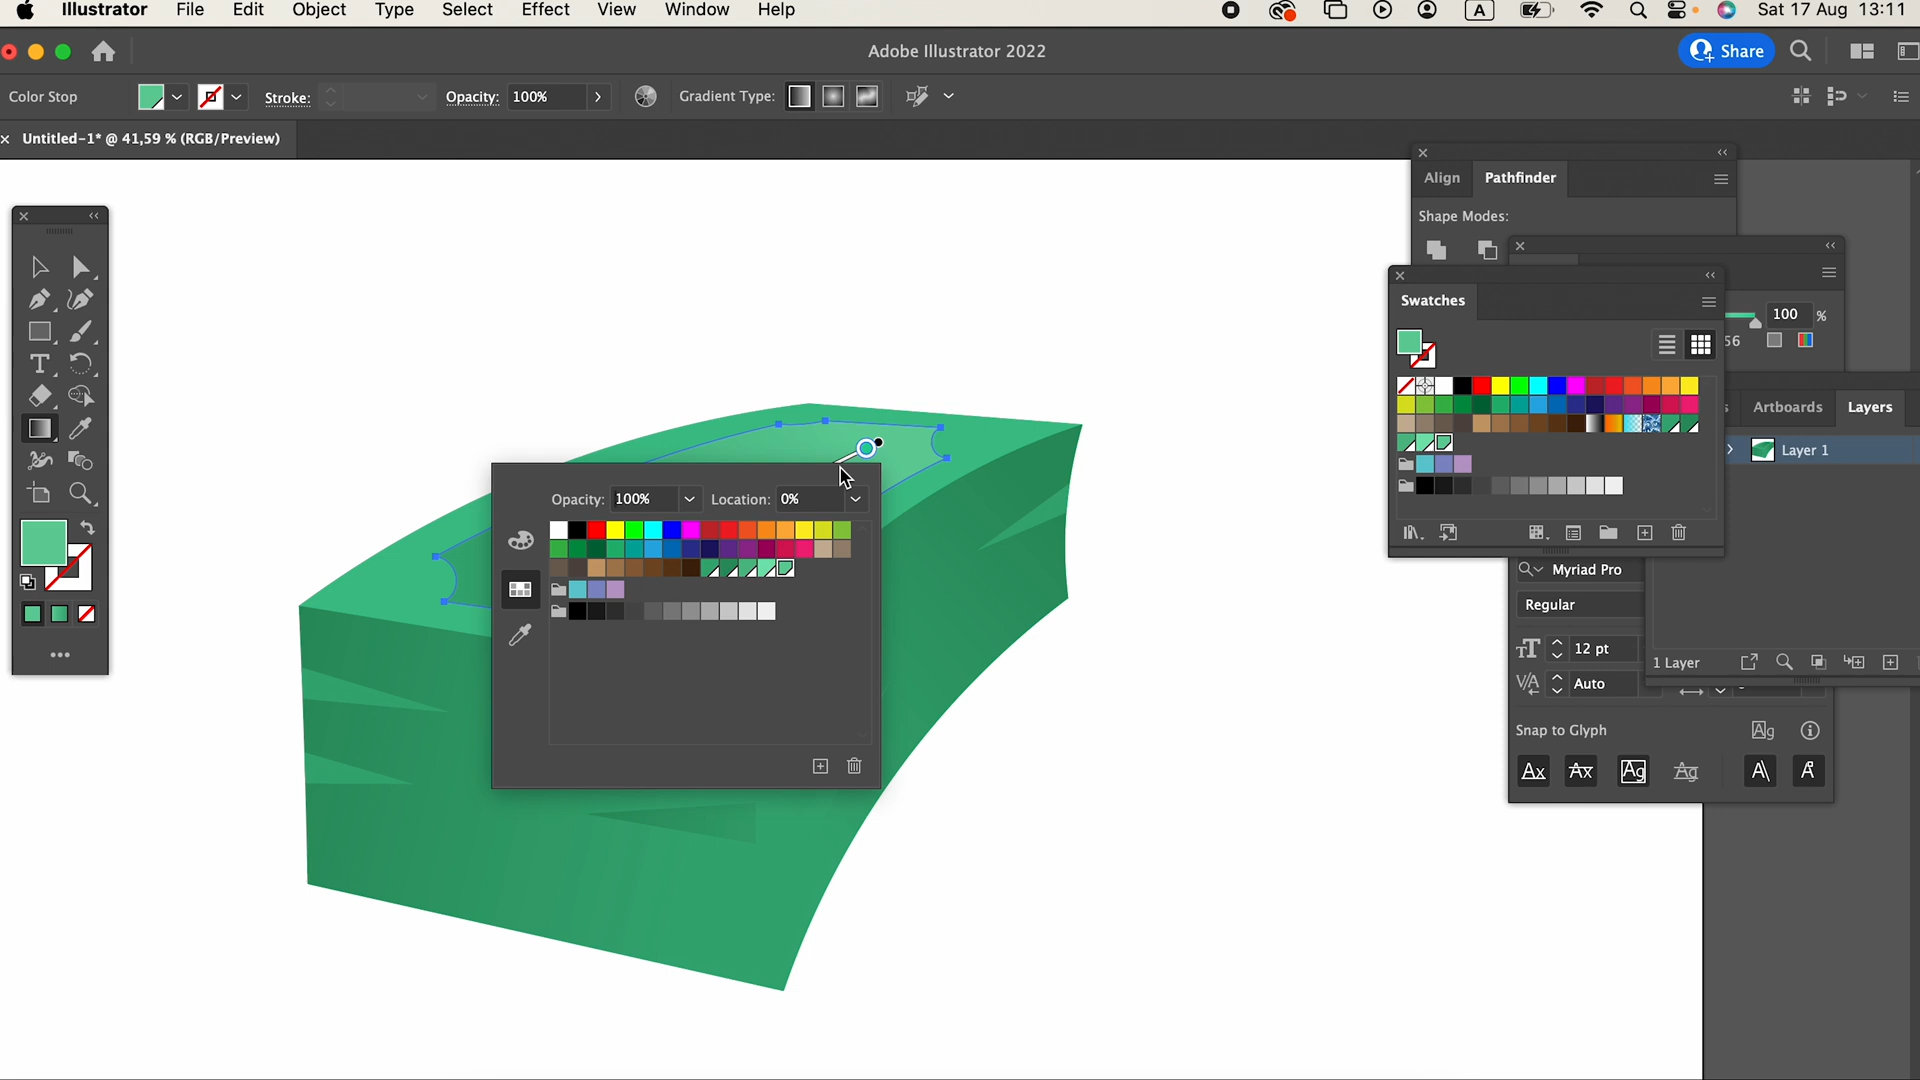 Illustrator File Edit Object Type Select Effect View Window Help A Sat 17 Aug 13:11
Adobe Illustrator 2022
Share
Color Stop Stroke: Opacity: 100% Gradient Type:
Untitled-1* @ 41,59 % (RGB/Preview)
Align Pathfinder
Shape Modes:
Swatches
100 %
56
s Artboards Layers
Layer 1
Opacity: 100% Location: 0%
Myriad Pro
Regular
12 pt
1 Layer
Auto
Snap to Glyph